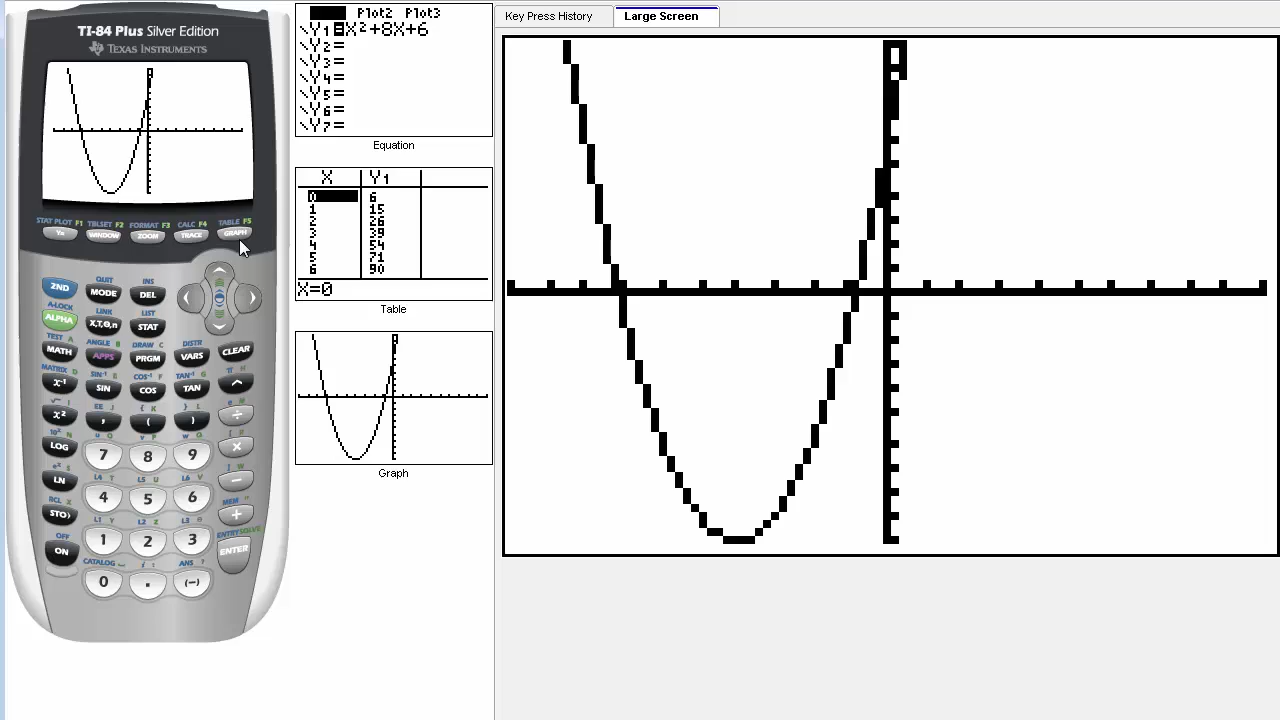 TI-84 Plus Silver Edition
TEXAS INSTRUMENTS
STAT PLOT F1 TBLSET F2 FORMAT F3 CALC F4 TABLE F5
Y= WINDOW ZOOM TRACE GRAPH
QUIT INS
2ND MODE DEL
A-LOCK LINK LIST
ALPHA X,T,Θ,n STAT
TEST A ANGLE B DRAW C DISTR
MATH APPS PRGM VARS CLEAR
MATRIX D SIN⁻¹ E COS⁻¹ F TAN⁻¹ G π H
x⁻¹ SIN COS TAN ^
√ I EE J { K } L e M
x² , ( ) ÷
10ˣ N u O v P w Q [ R
LOG 7 8 9 ×
eˣ S L4 T L5 U L6 V ] W
LN 4 5 6 −
RCL X L1 Y L2 Z L3 θ MEM "
STO› 1 2 3 +
OFF CATALOG ⎵ i : ANS ? ENTRY SOLVE
ON 0 . (−) ENTER
Plot2 Plot3
\Y1=X²+8X+6
\Y2=
\Y3=
\Y4=
\Y5=
\Y6=
\Y7=
Equation
X Y1
0 6
1 15
2 26
3 39
4 54
5 71
6 90
X=0
Table
Graph
Key Press History Large Screen